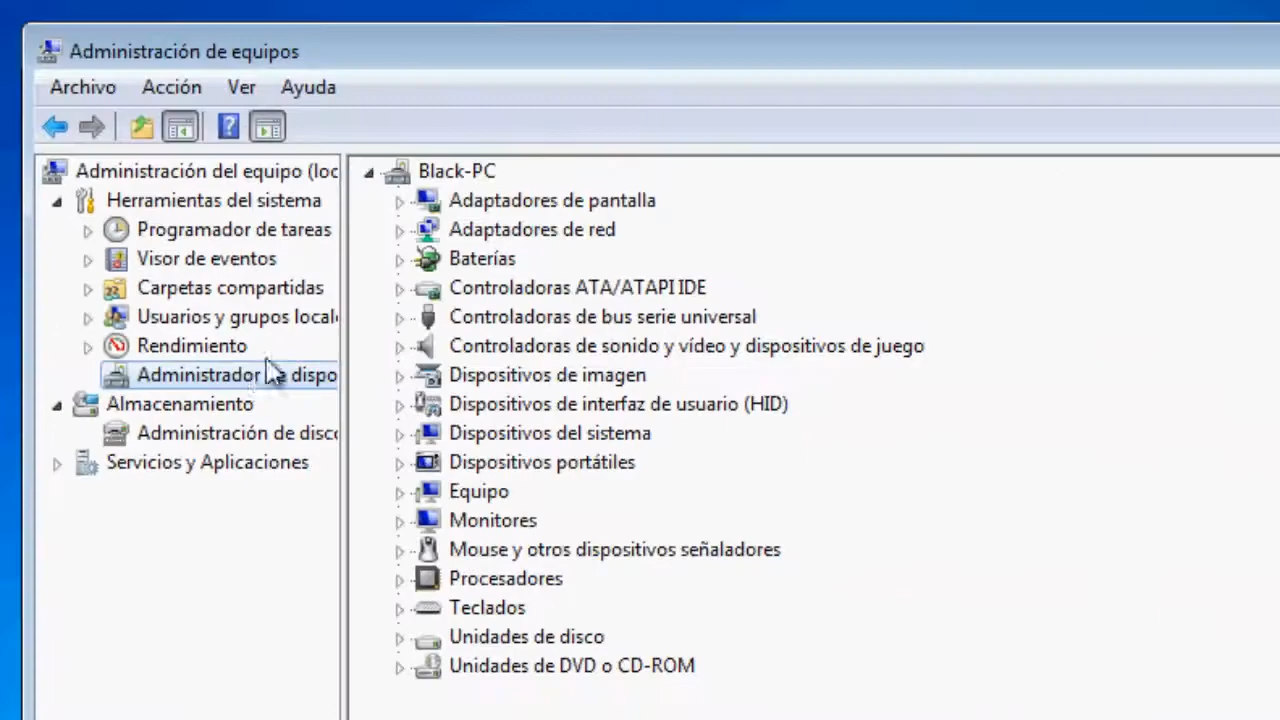 Administración de equipos
Archivo Acción Ver Ayuda
Administración del equipo (loc
Herramientas del sistema
Programador de tareas
Visor de eventos
Carpetas compartidas
Usuarios y grupos locale
Rendimiento
Administrador de dispo
Almacenamiento
Administración de disco
Servicios y Aplicaciones
Black-PC
Adaptadores de pantalla
Adaptadores de red
Baterías
Controladoras ATA/ATAPI IDE
Controladoras de bus serie universal
Controladoras de sonido y vídeo y dispositivos de juego
Dispositivos de imagen
Dispositivos de interfaz de usuario (HID)
Dispositivos del sistema
Dispositivos portátiles
Equipo
Monitores
Mouse y otros dispositivos señaladores
Procesadores
Teclados
Unidades de disco
Unidades de DVD o CD-ROM